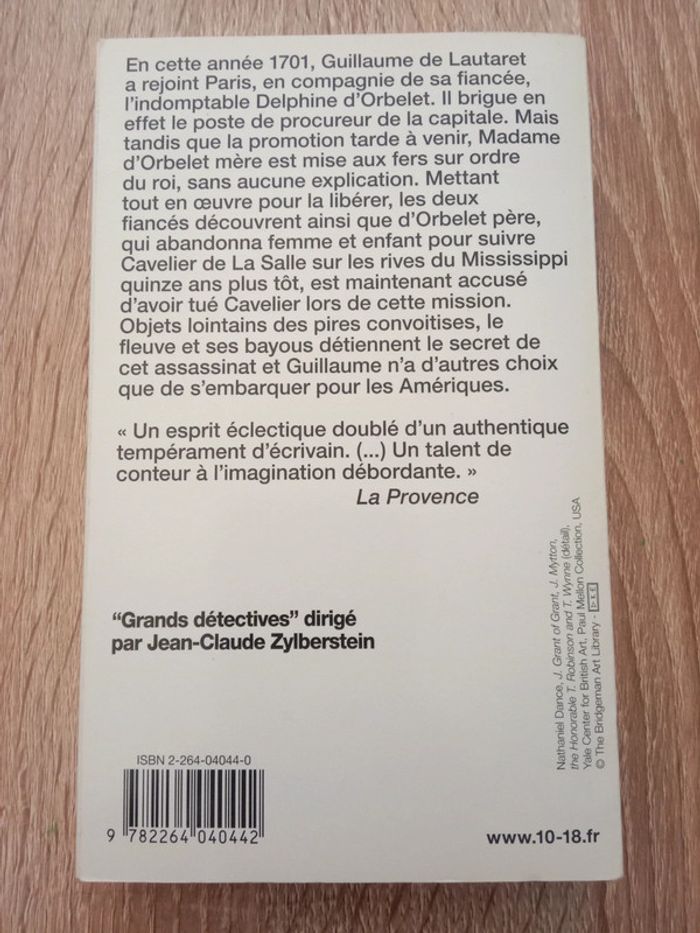 En cette année 1701, Guillaume de Lautaret
a rejoint Paris, en compagnie de sa fiancée,
l'indomptable Delphine d'Orbelet. Il brigue en
effet le poste de procureur de la capitale. Mais
tandis que la promotion tarde à venir, Madame
d'Orbelet mère est mise aux fers sur ordre
du roi, sans aucune explication. Mettant
tout en œuvre pour la libérer, les deux
fiancés découvrent ainsi que d'Orbelet père,
qui abandonna femme et enfant pour suivre
Cavelier de La Salle sur les rives du Mississippi
quinze ans plus tôt, est maintenant accusé
d'avoir tué Cavelier lors de cette mission.
Objets lointains des pires convoitises, le
fleuve et ses bayous détiennent le secret de
cet assassinat et Guillaume n'a d'autres choix
que de s'embarquer pour les Amériques.
« Un esprit éclectique doublé d'un authentique
tempérament d'écrivain. (...) Un talent de
conteur à l'imagination débordante. »
La Provence
"Grands détectives" dirigé
par Jean-Claude Zylberstein
Nathaniel Dance, J. Grant of Grant, J. Mytton,
the Honorable T. Robinson and T. Wynne (détail),
Yale Center for British Art, Paul Mellon Collection, USA
© The Bridgeman Art Library -
ISBN 2-264-04044-0
9 782264 040442
www.10-18.fr